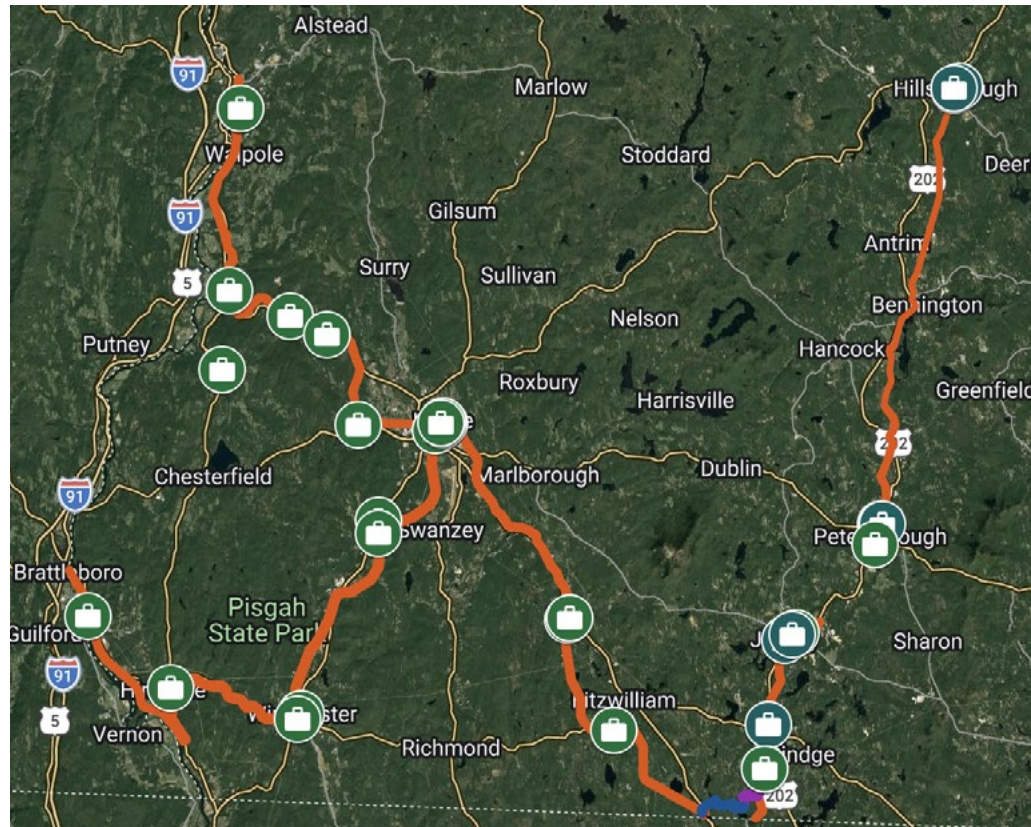 Alstead
91
Marlow
Walpole
Stoddard
202
Deer
91
Gilsum
Antrim
5
Surry
Sullivan
Bennington
Nelson
Putney
Hancock
Roxbury
Harrisville
Greenfield
202
Chesterfield
Marlborough
Dublin
91
Swanzey
Brattleboro
Pisgah
State Park
Guilford
Sharon
91
5
Vernon
Fitzwilliam
Richmond
202